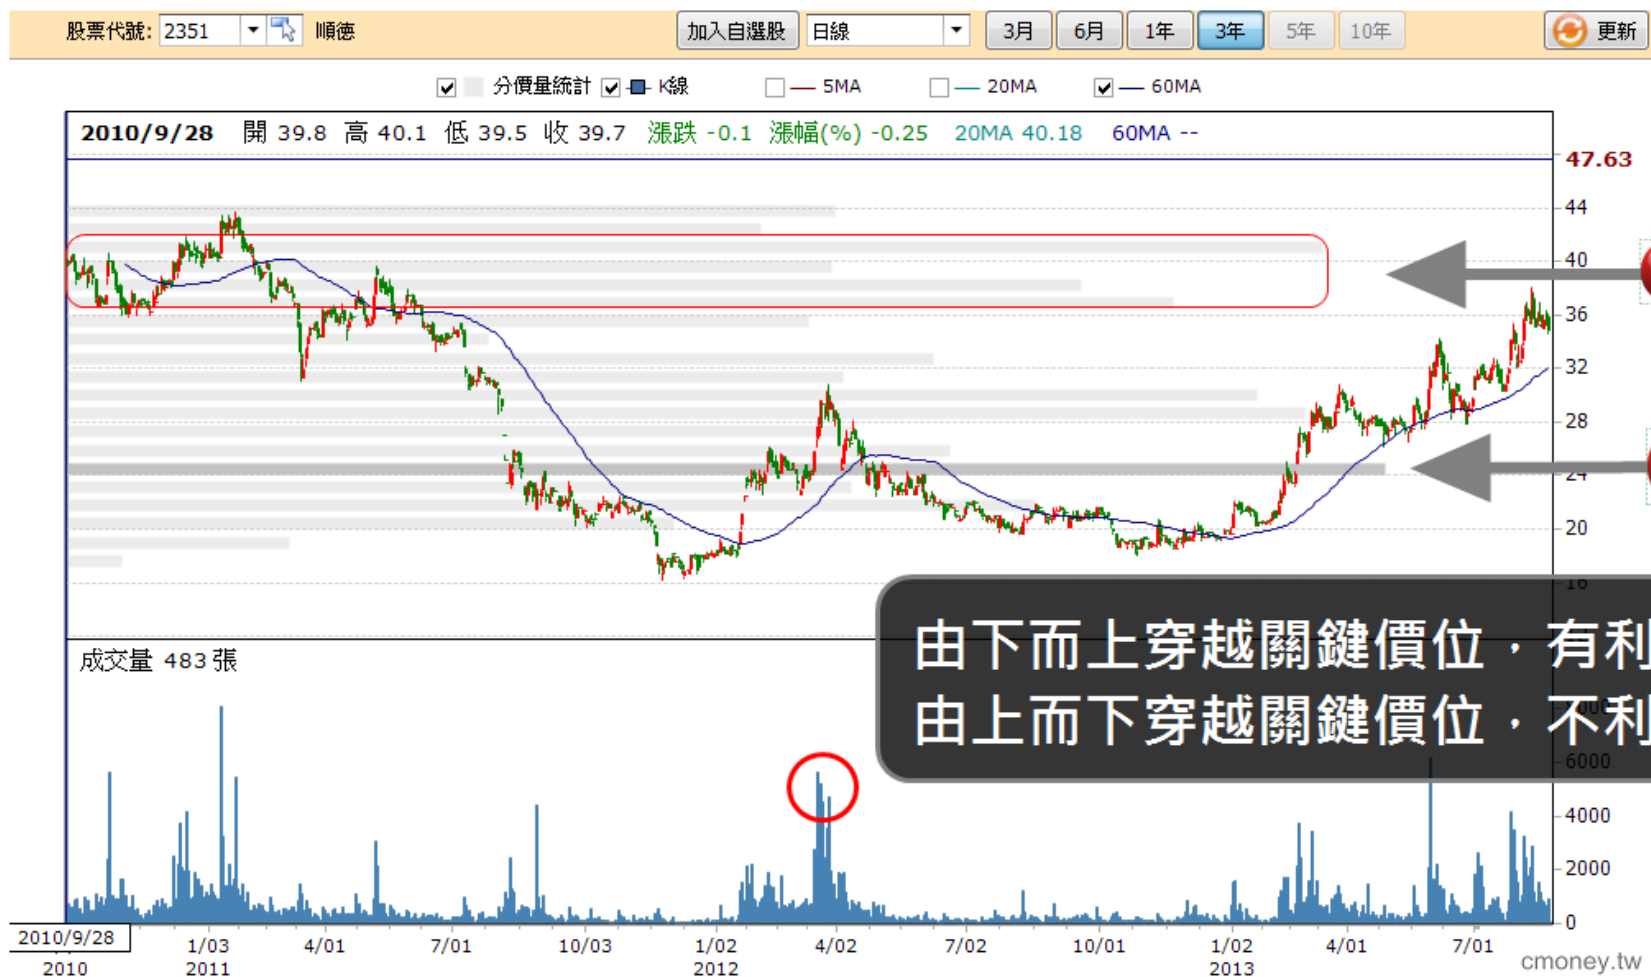 股票代號: 2351 順德 加入自選股 日線 3月 6月 1年 3年 5年 10年 更新
分價量統計 K線 5MA 20MA 60MA
2010/9/28 開 39.8 高 40.1 低 39.5 收 39.7 漲跌 -0.1 漲幅(%) -0.25 20MA 40.18 60MA --
47.63
44
40
36
32
28
24
20
16
由下而上穿越關鍵價位，有利
由上而下穿越關鍵價位，不利
成交量 483 張
6000
4000
2000
0
2010/9/28 1/03 4/01 7/01 10/03 1/02 4/02 7/02 10/01 1/02 4/01 7/01
2010 2011 2012 2013
cmoney.tw